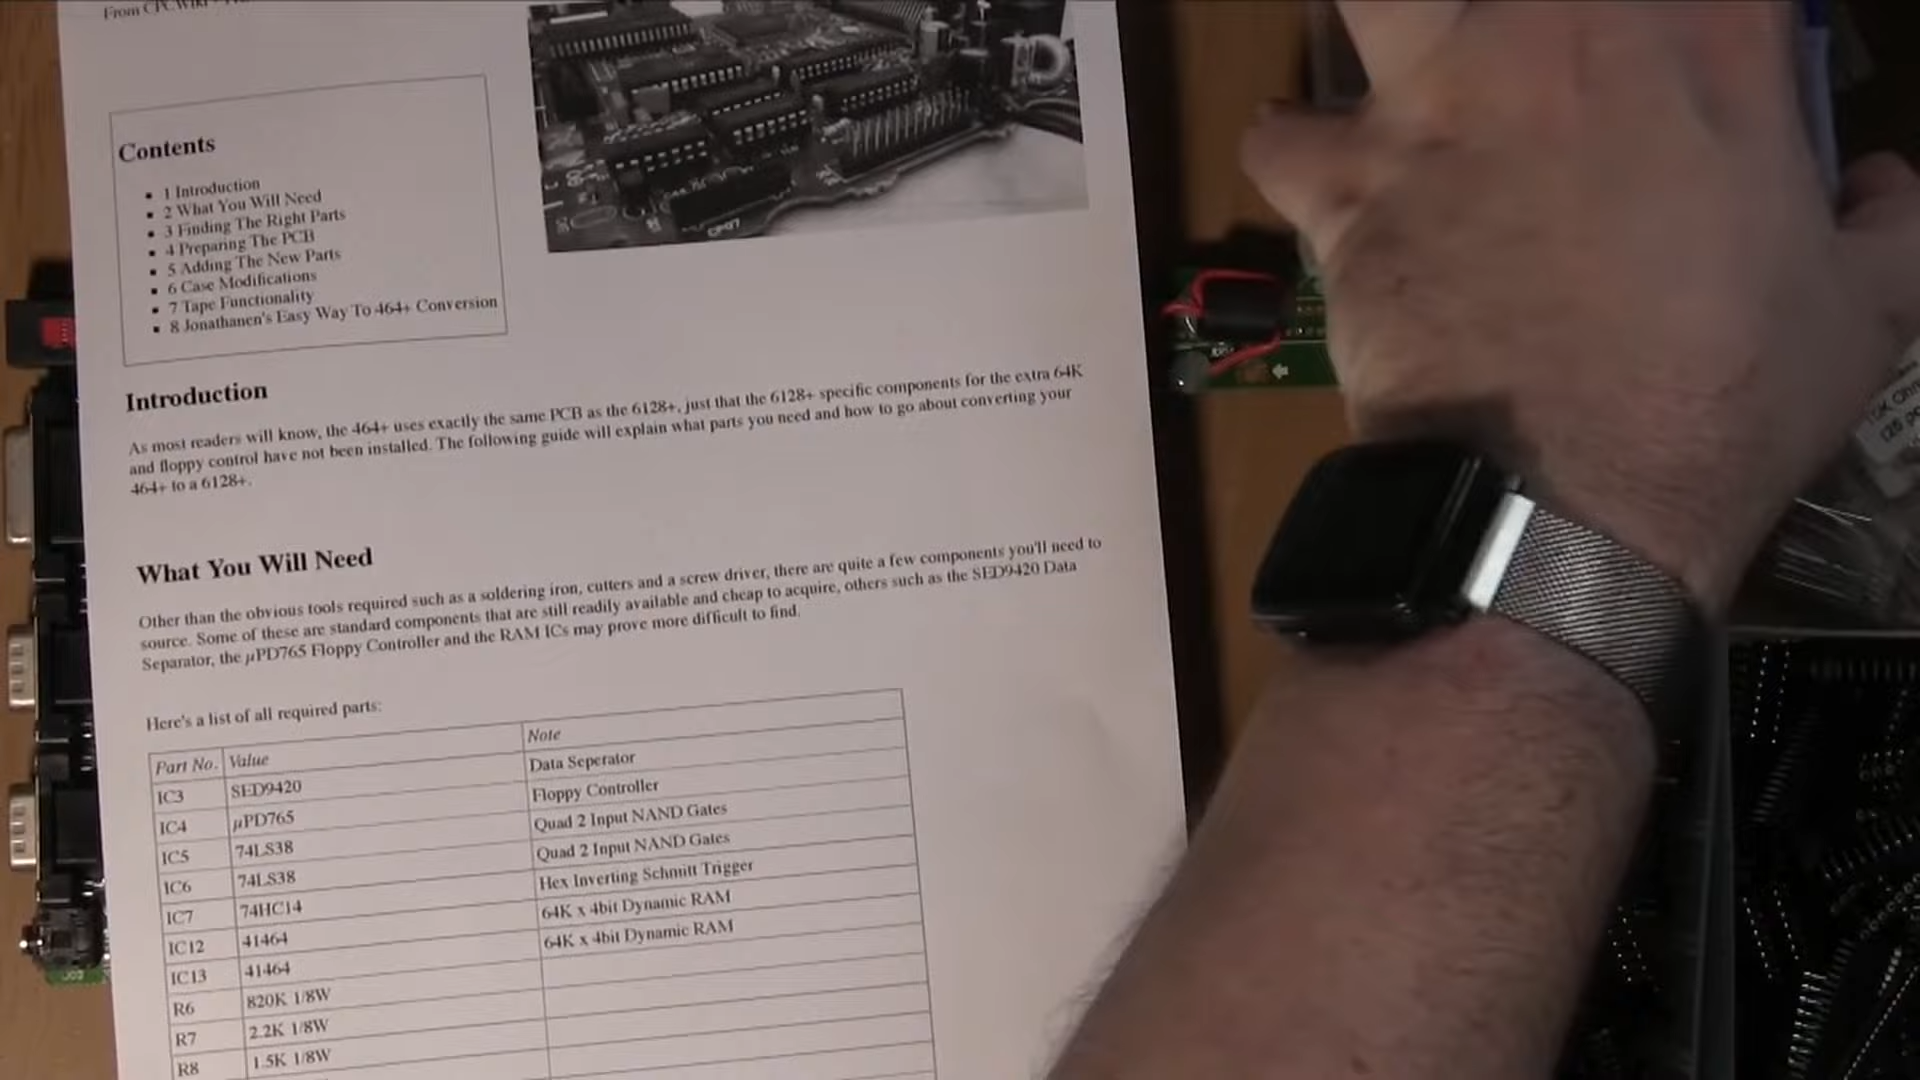 From CPCWiki
Contents
1 Introduction
2 What You Will Need
3 Finding The Right Parts
4 Preparing The PCB
5 Adding The New Parts
6 Case Modifications
7 Tape Functionality
8 Jonathanen's Easy Way To 464+ Conversion
Introduction
As most readers will know, the 464+ uses exactly the same PCB as the 6128+, just that the 6128+ specific components for the extra 64K
and floppy control have not been installed. The following guide will explain what parts you need and how to go about converting your
464+ to a 6128+.
What You Will Need
Other than the obvious tools required such as a soldering iron, cutters and a screw driver, there are quite a few components you'll need to
source. Some of these are standard components that are still readily available and cheap to acquire, others such as the SED9420 Data
Separator, the µPD765 Floppy Controller and the RAM ICs may prove more difficult to find.
Here's a list of all required parts:
Part No. Value Note
IC3 SED9420 Data Seperator
IC4 µPD765 Floppy Controller
IC5 74LS38 Quad 2 Input NAND Gates
IC6 74LS38 Quad 2 Input NAND Gates
IC7 74HC14 Hex Inverting Schmitt Trigger
IC12 41464 64K x 4bit Dynamic RAM
IC13 41464 64K x 4bit Dynamic RAM
R6 820K 1/8W
R7 2.2K 1/8W
R8 1.5K 1/8W
10K Ohm